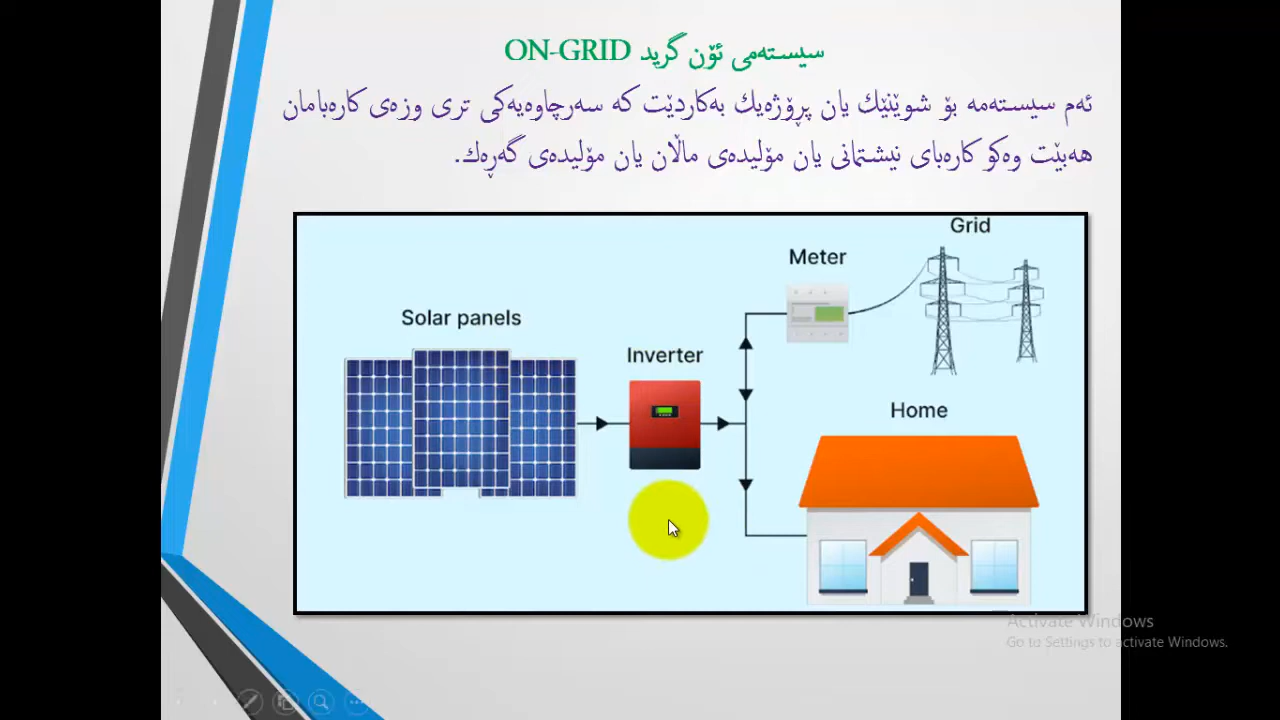 سیستەمی ئۆن گرید ON-GRID
ئەم سیستەمە بۆ شوێنێك یان پڕۆژەیك بەکاردێت کە سەرچاوەیەکی تری وزەی کارەبامان
هەبێت وەکو کارەبای نیشتمانی یان مۆلیدەی ماڵان یان مۆلیدەی گەڕەك.
Grid
Meter
Solar panels
Inverter
Home
Activate Windows
Go to Settings to activate Windows.